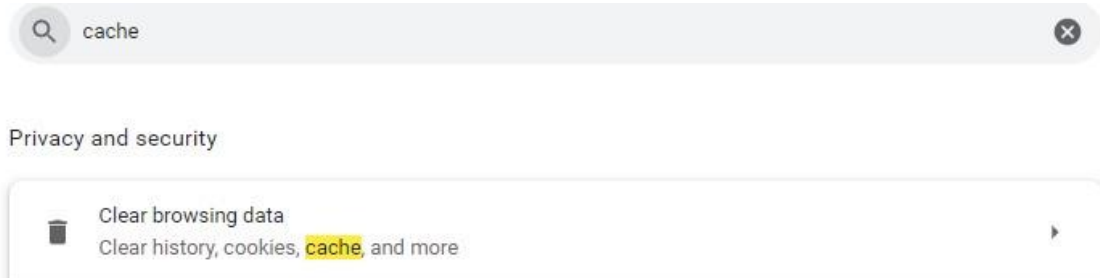 cache
Privacy and security
Clear browsing data
Clear history, cookies, cache, and more